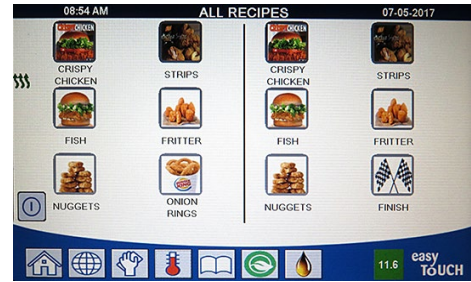 08:54 AM
ALL RECIPES
07-05-2017
CRISPY
CHICKEN
STRIPS
CRISPY
CHICKEN
STRIPS
FISH
FRITTER
FISH
FRITTER
NUGGETS
ONION
RINGS
NUGGETS
FINISH
11.6
easy
TOUCH